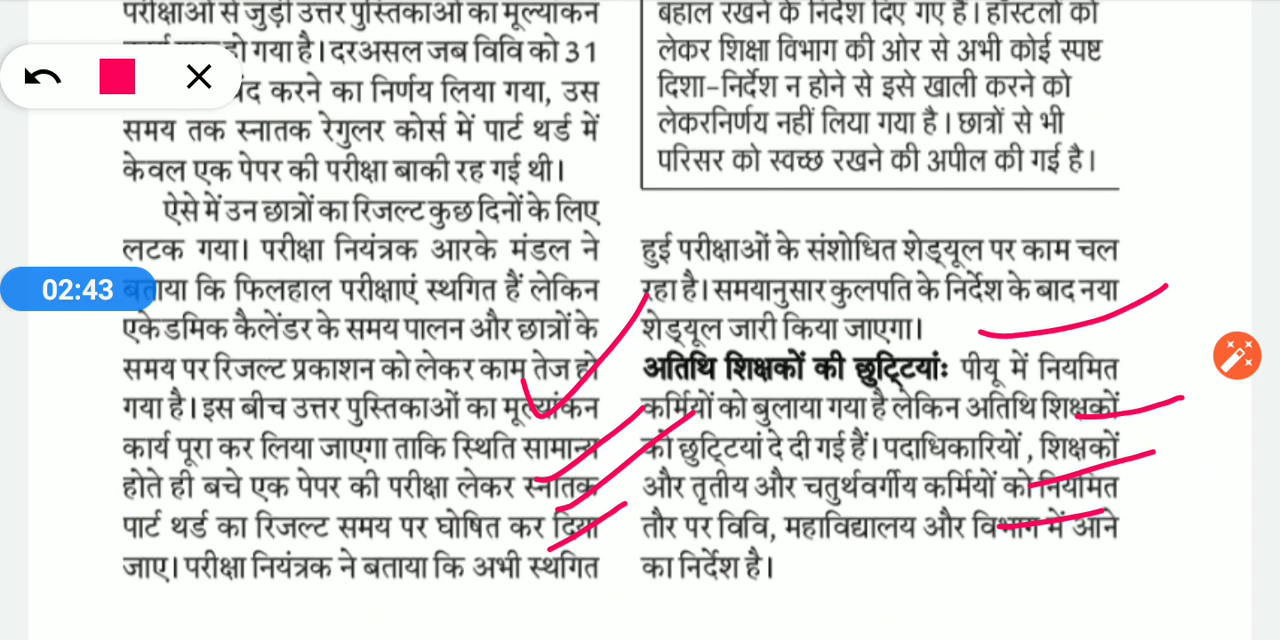 परीक्षाओं से जुड़ी उत्तर पुस्तिकाओं का मूल्यांकन
हो गया है। दरअसल जब विवि को 31
करने का निर्णय लिया गया, उस
समय तक स्नातक रेगुलर कोर्स में पार्ट थर्ड में
केवल एक पेपर की परीक्षा बाकी रह गई थी।
ऐसे में उन छात्रों का रिजल्ट कुछ दिनों के लिए
लटक गया। परीक्षा नियंत्रक आरके मंडल ने
02:43
बताया कि फिलहाल परीक्षाएं स्थगित हैं लेकिन
एकेडमिक कैलेंडर के समय पालन और छात्रों के
समय पर रिजल्ट प्रकाशन को लेकर काम तेज हो
गया है। इस बीच उत्तर पुस्तिकाओं का मूल्यांकन
कार्य पूरा कर लिया जाएगा ताकि स्थिति सामान्य
होते ही बचे एक पेपर की परीक्षा लेकर स्नातक
पार्ट थर्ड का रिजल्ट समय पर घोषित कर दिया
जाए। परीक्षा नियंत्रक ने बताया कि अभी स्थगित
बहाल रखने के निर्देश दिए गए हैं। हॉस्टलों को
लेकर शिक्षा विभाग की ओर से अभी कोई स्पष्ट
दिशा-निर्देश न होने से इसे खाली करने को
लेकरनिर्णय नहीं लिया गया है। छात्रों से भी
परिसर को स्वच्छ रखने की अपील की गई है।
हुई परीक्षाओं के संशोधित शेड्यूल पर काम चल
रहा है। समयानुसार कुलपति के निर्देश के बाद नया
शेड्यूल जारी किया जाएगा।
अतिथि शिक्षकों की छुट्टियांः पीयू में नियमित
कर्मियों को बुलाया गया है लेकिन अतिथि शिक्षकों
को छुट्टियां दे दी गई हैं। पदाधिकारियों, शिक्षकों
और तृतीय और चतुर्थवर्गीय कर्मियों को नियमित
तौर पर विवि, महाविद्यालय और विभाग में आने
का निर्देश है।